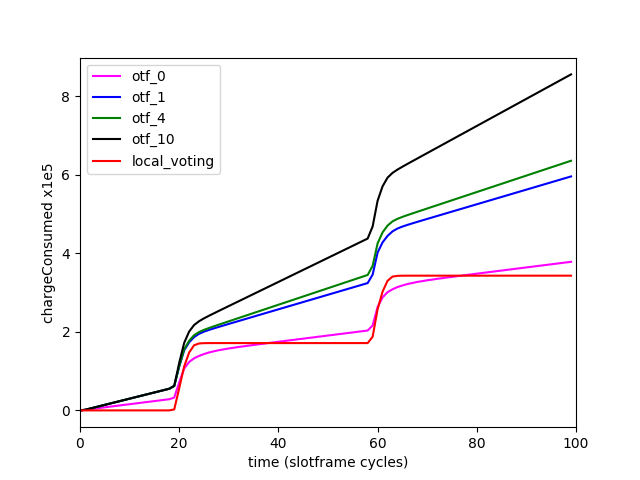 otf_0
otf_1
otf_4
otf_10
local_voting
chargeConsumed x1e5
8
6
4
2
0
0 20 40 60 80 100
time (slotframe cycles)